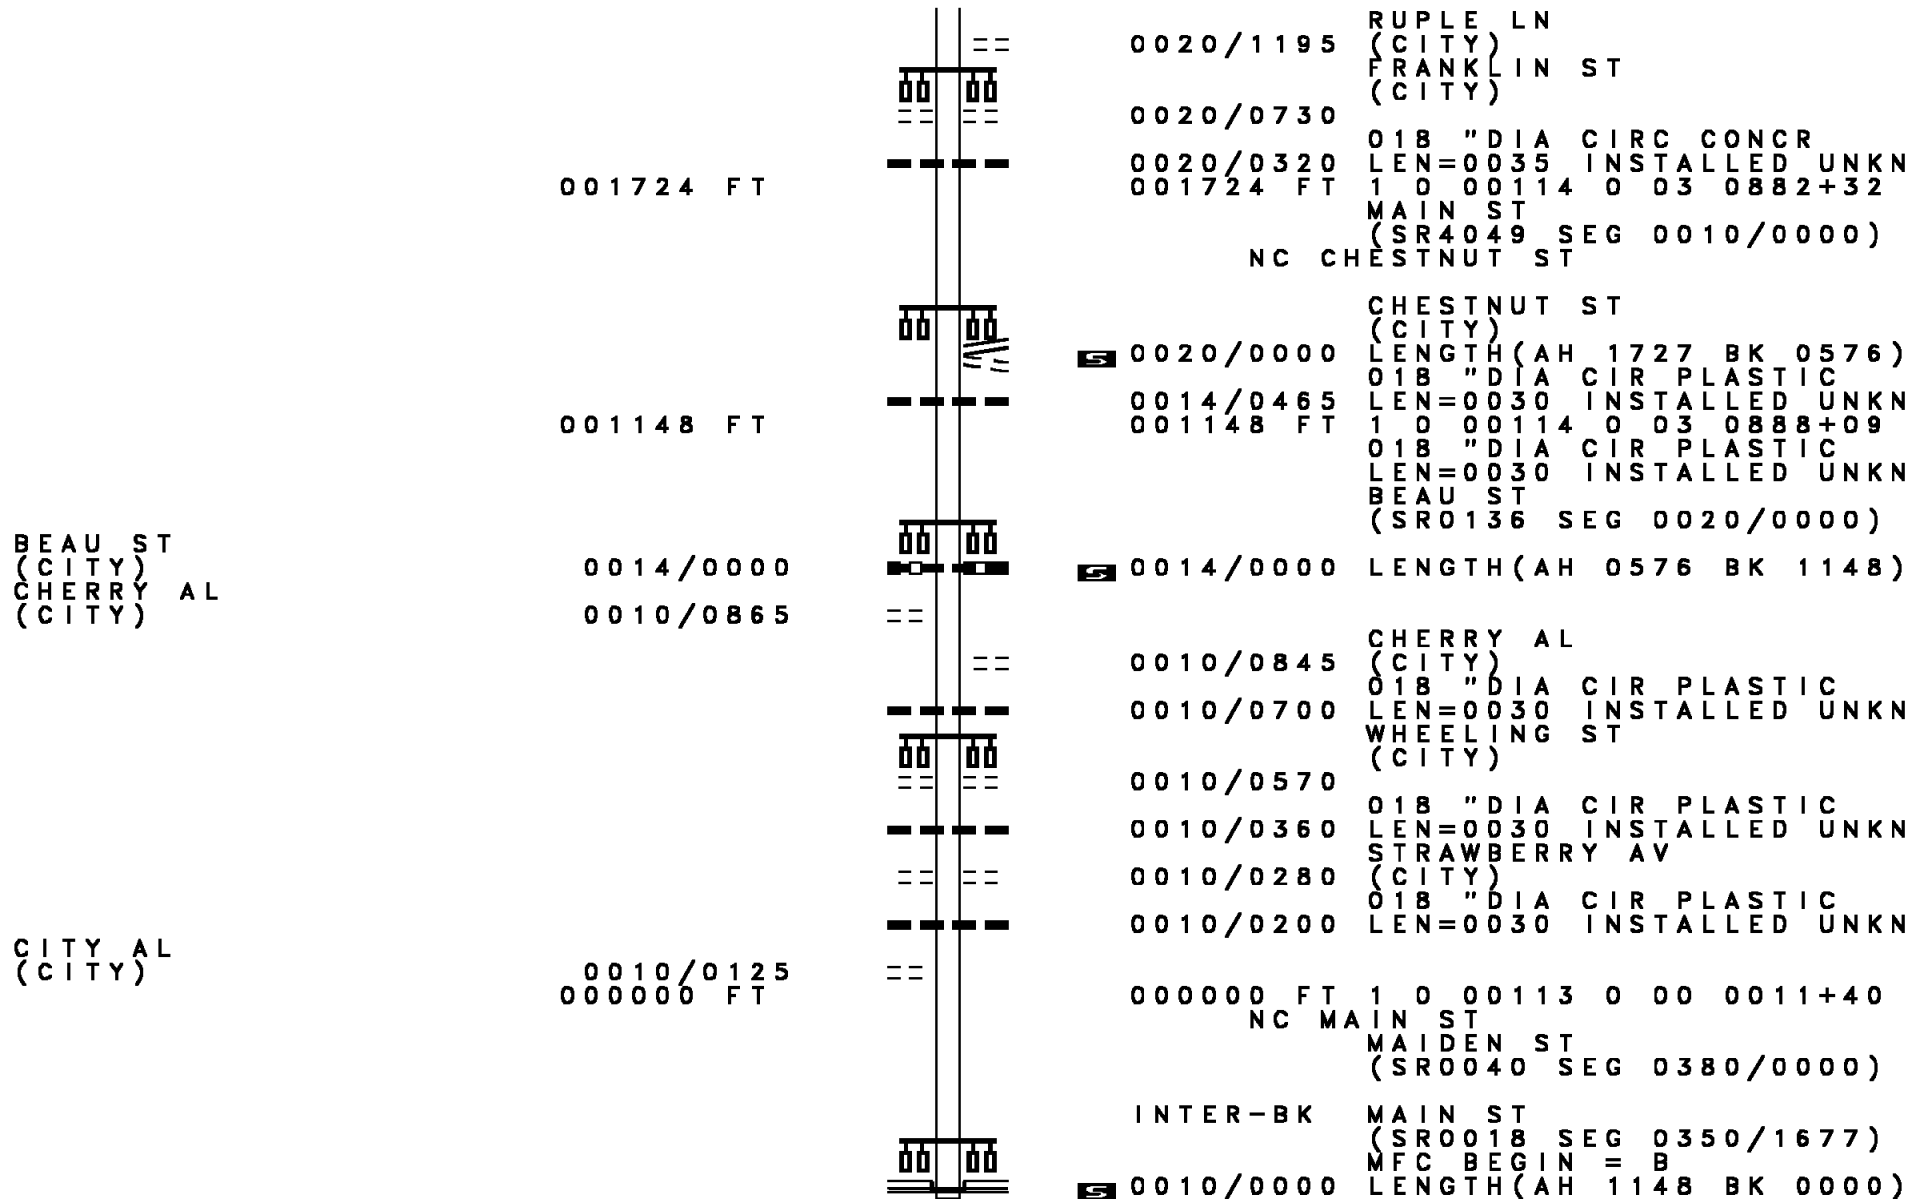 RUPLE LN
0020/1195 (CITY)
FRANKLIN ST
(CITY)
0020/0730
018 "DIA CIRC CONCR
0020/0320 LEN=0035 INSTALLED UNKN
001724 FT 001724 FT 1 0 00114 0 03 0882+32
MAIN ST
(SR4049 SEG 0010/0000)
NC CHESTNUT ST
CHESTNUT ST
(CITY)
S 0020/0000 LENGTH(AH 1727 BK 0576)
018 "DIA CIR PLASTIC
0014/0465 LEN=0030 INSTALLED UNKN
001148 FT 001148 FT 1 0 00114 0 03 0888+09
018 "DIA CIR PLASTIC
LEN=0030 INSTALLED UNKN
BEAU ST
(SR0136 SEG 0020/0000)
BEAU ST
(CITY) 0014/0000 S 0014/0000 LENGTH(AH 0576 BK 1148)
CHERRY AL
(CITY) 0010/0865
CHERRY AL
0010/0845 (CITY)
018 "DIA CIR PLASTIC
0010/0700 LEN=0030 INSTALLED UNKN
WHEELING ST
(CITY)
0010/0570
018 "DIA CIR PLASTIC
0010/0360 LEN=0030 INSTALLED UNKN
STRAWBERRY AV
0010/0280 (CITY)
018 "DIA CIR PLASTIC
0010/0200 LEN=0030 INSTALLED UNKN
CITY AL
(CITY) 0010/0125
000000 FT 000000 FT 1 0 00113 0 00 0011+40
NC MAIN ST
MAIDEN ST
(SR0040 SEG 0380/0000)
INTER-BK MAIN ST
(SR0018 SEG 0350/1677)
MFC BEGIN = B
S 0010/0000 LENGTH(AH 1148 BK 0000)